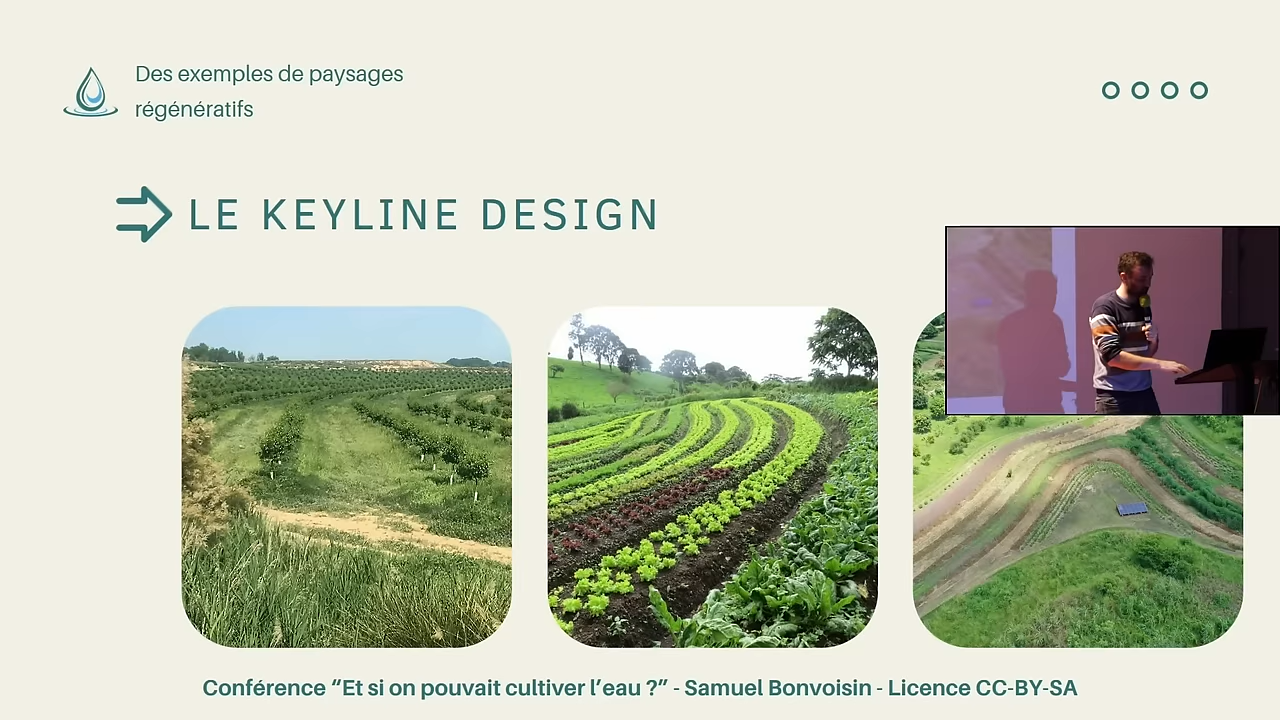 Des exemples de paysages
régénératifs
LE KEYLINE DESIGN
Conférence “Et si on pouvait cultiver l’eau ?” - Samuel Bonvoisin - Licence CC-BY-SA